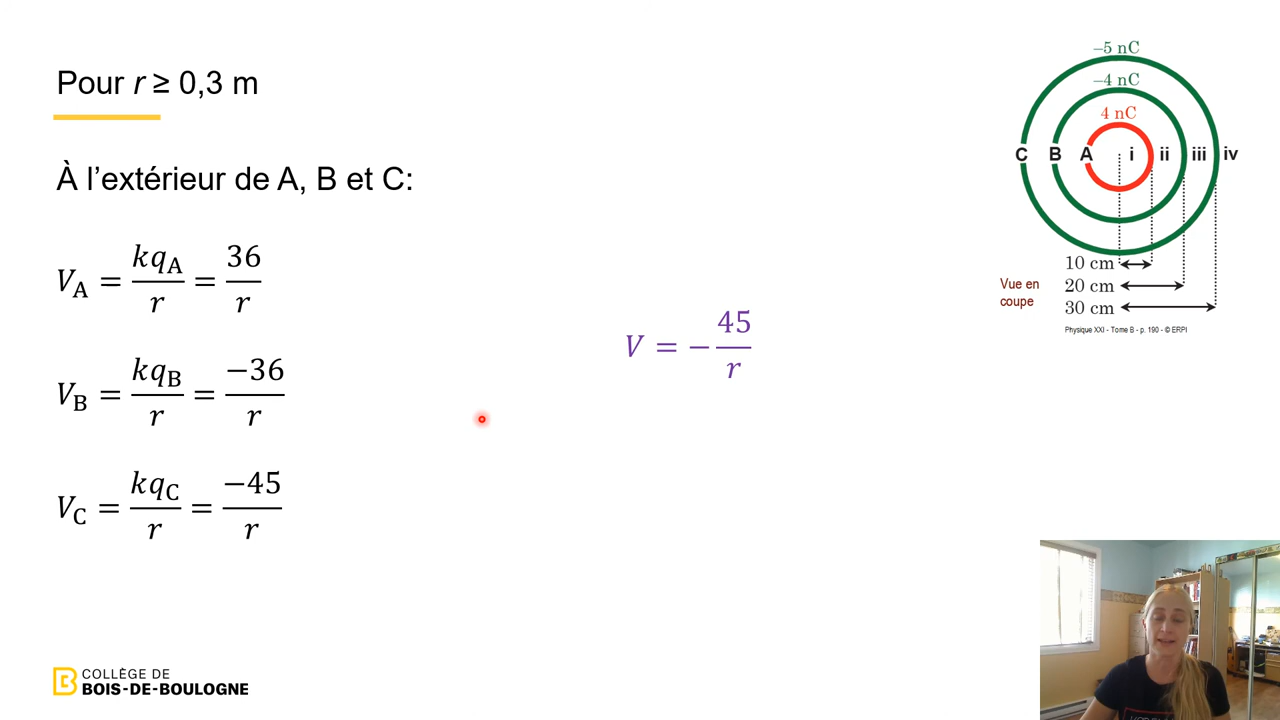 Pour r ≥ 0,3 m
À l’extérieur de A, B et C:
V_A = kq_A/r = 36/r
V_B = kq_B/r = −36/r
V_C = kq_C/r = −45/r
V = −45/r
–5 nC
–4 nC
4 nC
C B A i ii iii iv
10 cm
20 cm
30 cm
Vue en
coupe
Physique XXI - Tome B - p. 190 - © ERPI
COLLÈGE DE
BOIS-DE-BOULOGNE